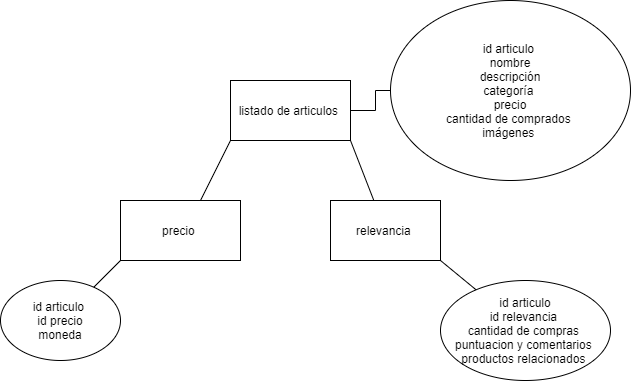 id articulo
nombre
descripción
categoría
precio
cantidad de comprados
imágenes
listado de articulos
precio
relevancia
id articulo
id precio
moneda
id articulo
id relevancia
cantidad de compras
puntuacion y comentarios
productos relacionados